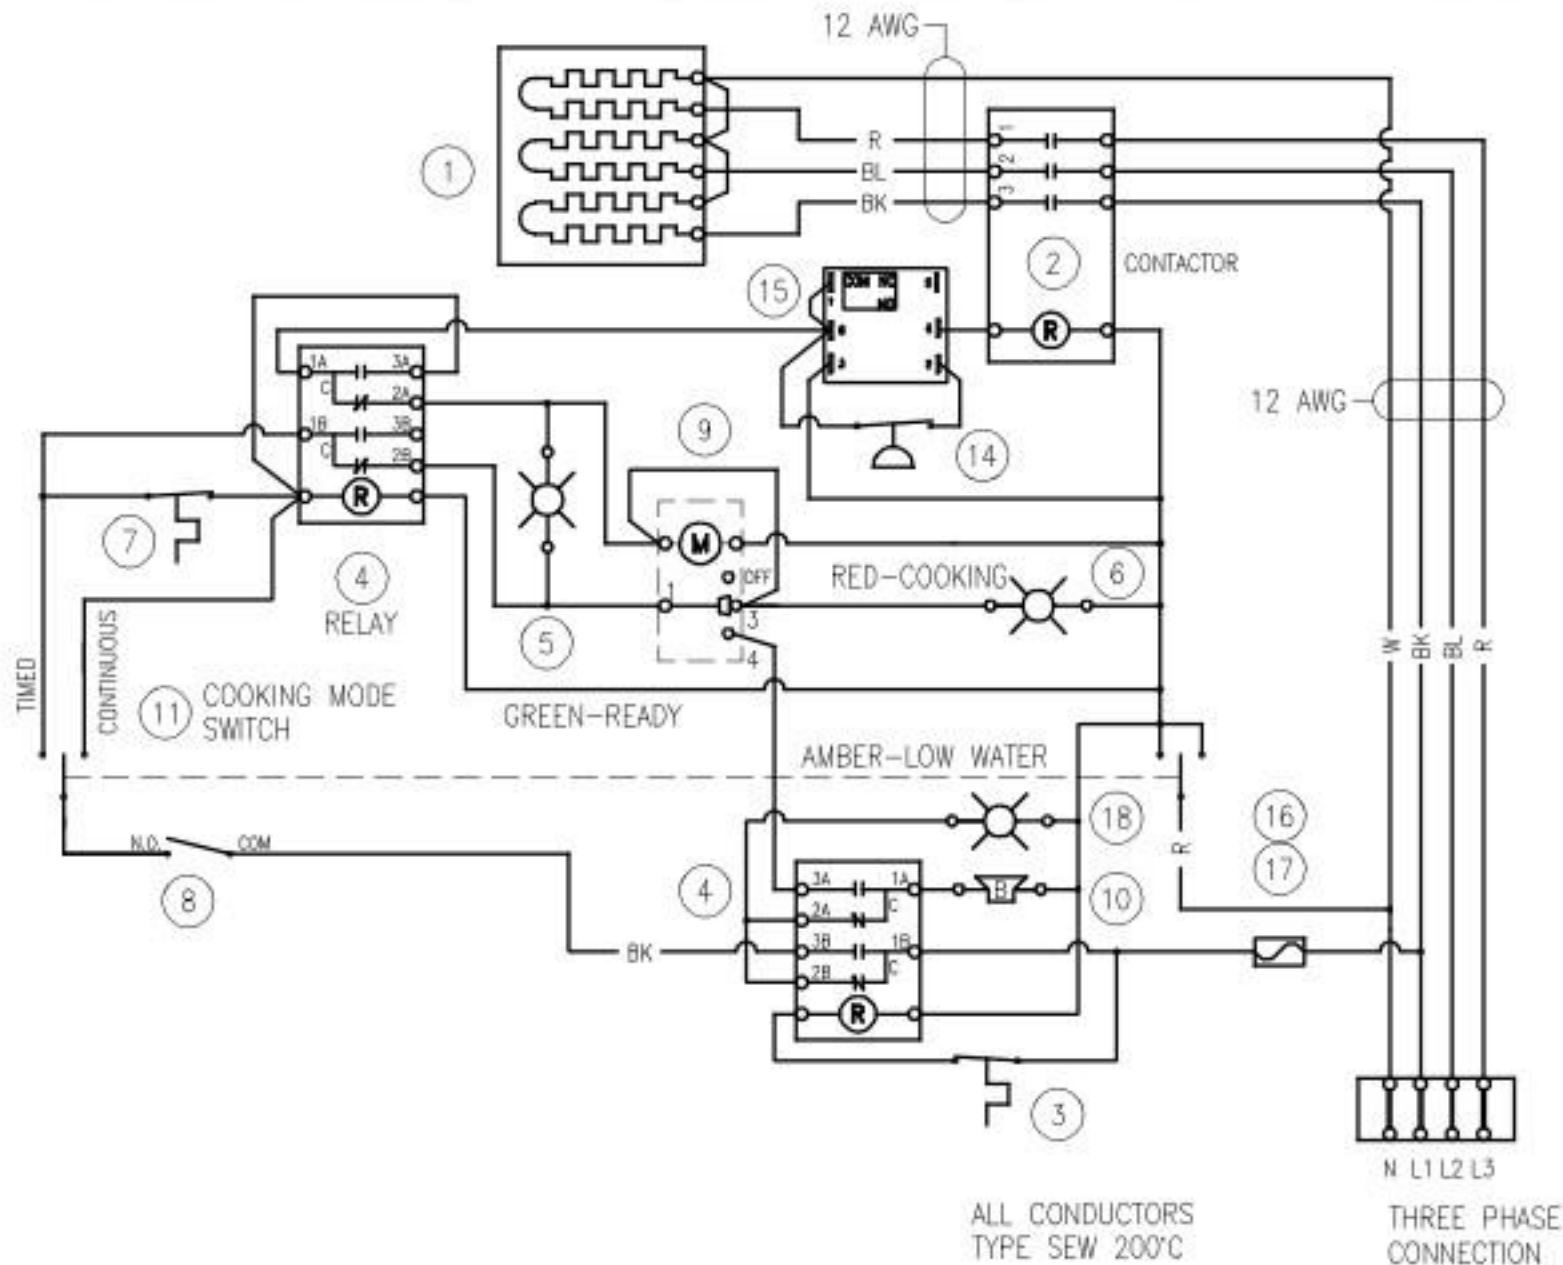 12 AWG
1
R
BL
BK
1
2
3
2
CONTACTOR
R
15
COM NC
NO
12 AWG
1A
3A
C
2A
1B
3B
C
2B
R
9
14
7
4
RELAY
M
OFF
1
3
4
RED-COOKING
6
5
TIMED
CONTINUOUS
11
COOKING MODE
SWITCH
GREEN-READY
W
BK
BL
R
AMBER-LOW WATER
18
16
17
R
N.O.
COM
8
4
3A
1A
C
2A
3B
1B
C
2B
R
B
10
BK
3
N L1 L2 L3
ALL CONDUCTORS
TYPE SEW 200°C
THREE PHASE
CONNECTION